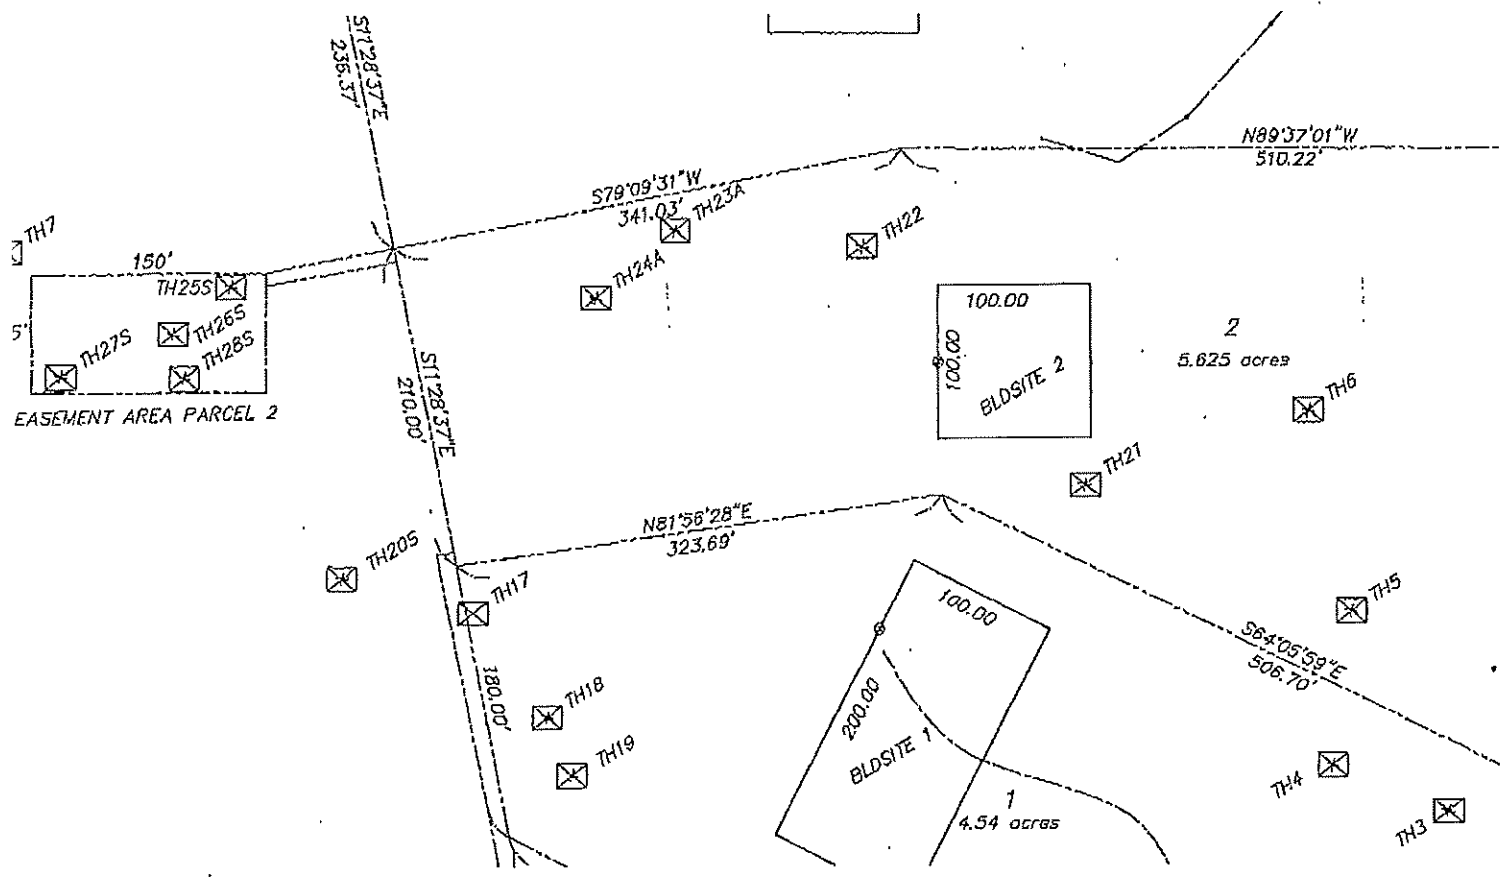 S11°28'37"E
236.37'
N89°37'01"W
510.22'
S79°09'31"W
341.03'
TH23A
TH22
TH7
150'
TH25S
TH24A
TH26S
TH27S
TH28S
5'
EASEMENT AREA PARCEL 2
100.00
100.00
BLDSITE 2
2
5.625 acres
TH6
S11°28'37"E
210.00'
TH21
N81°56'28"E
323.69'
TH20S
TH17
100.00
TH5
S64°05'59"E
506.70'
180.00'
TH18
TH19
200.00
BLDSITE 1
1
4.54 acres
TH4
TH3